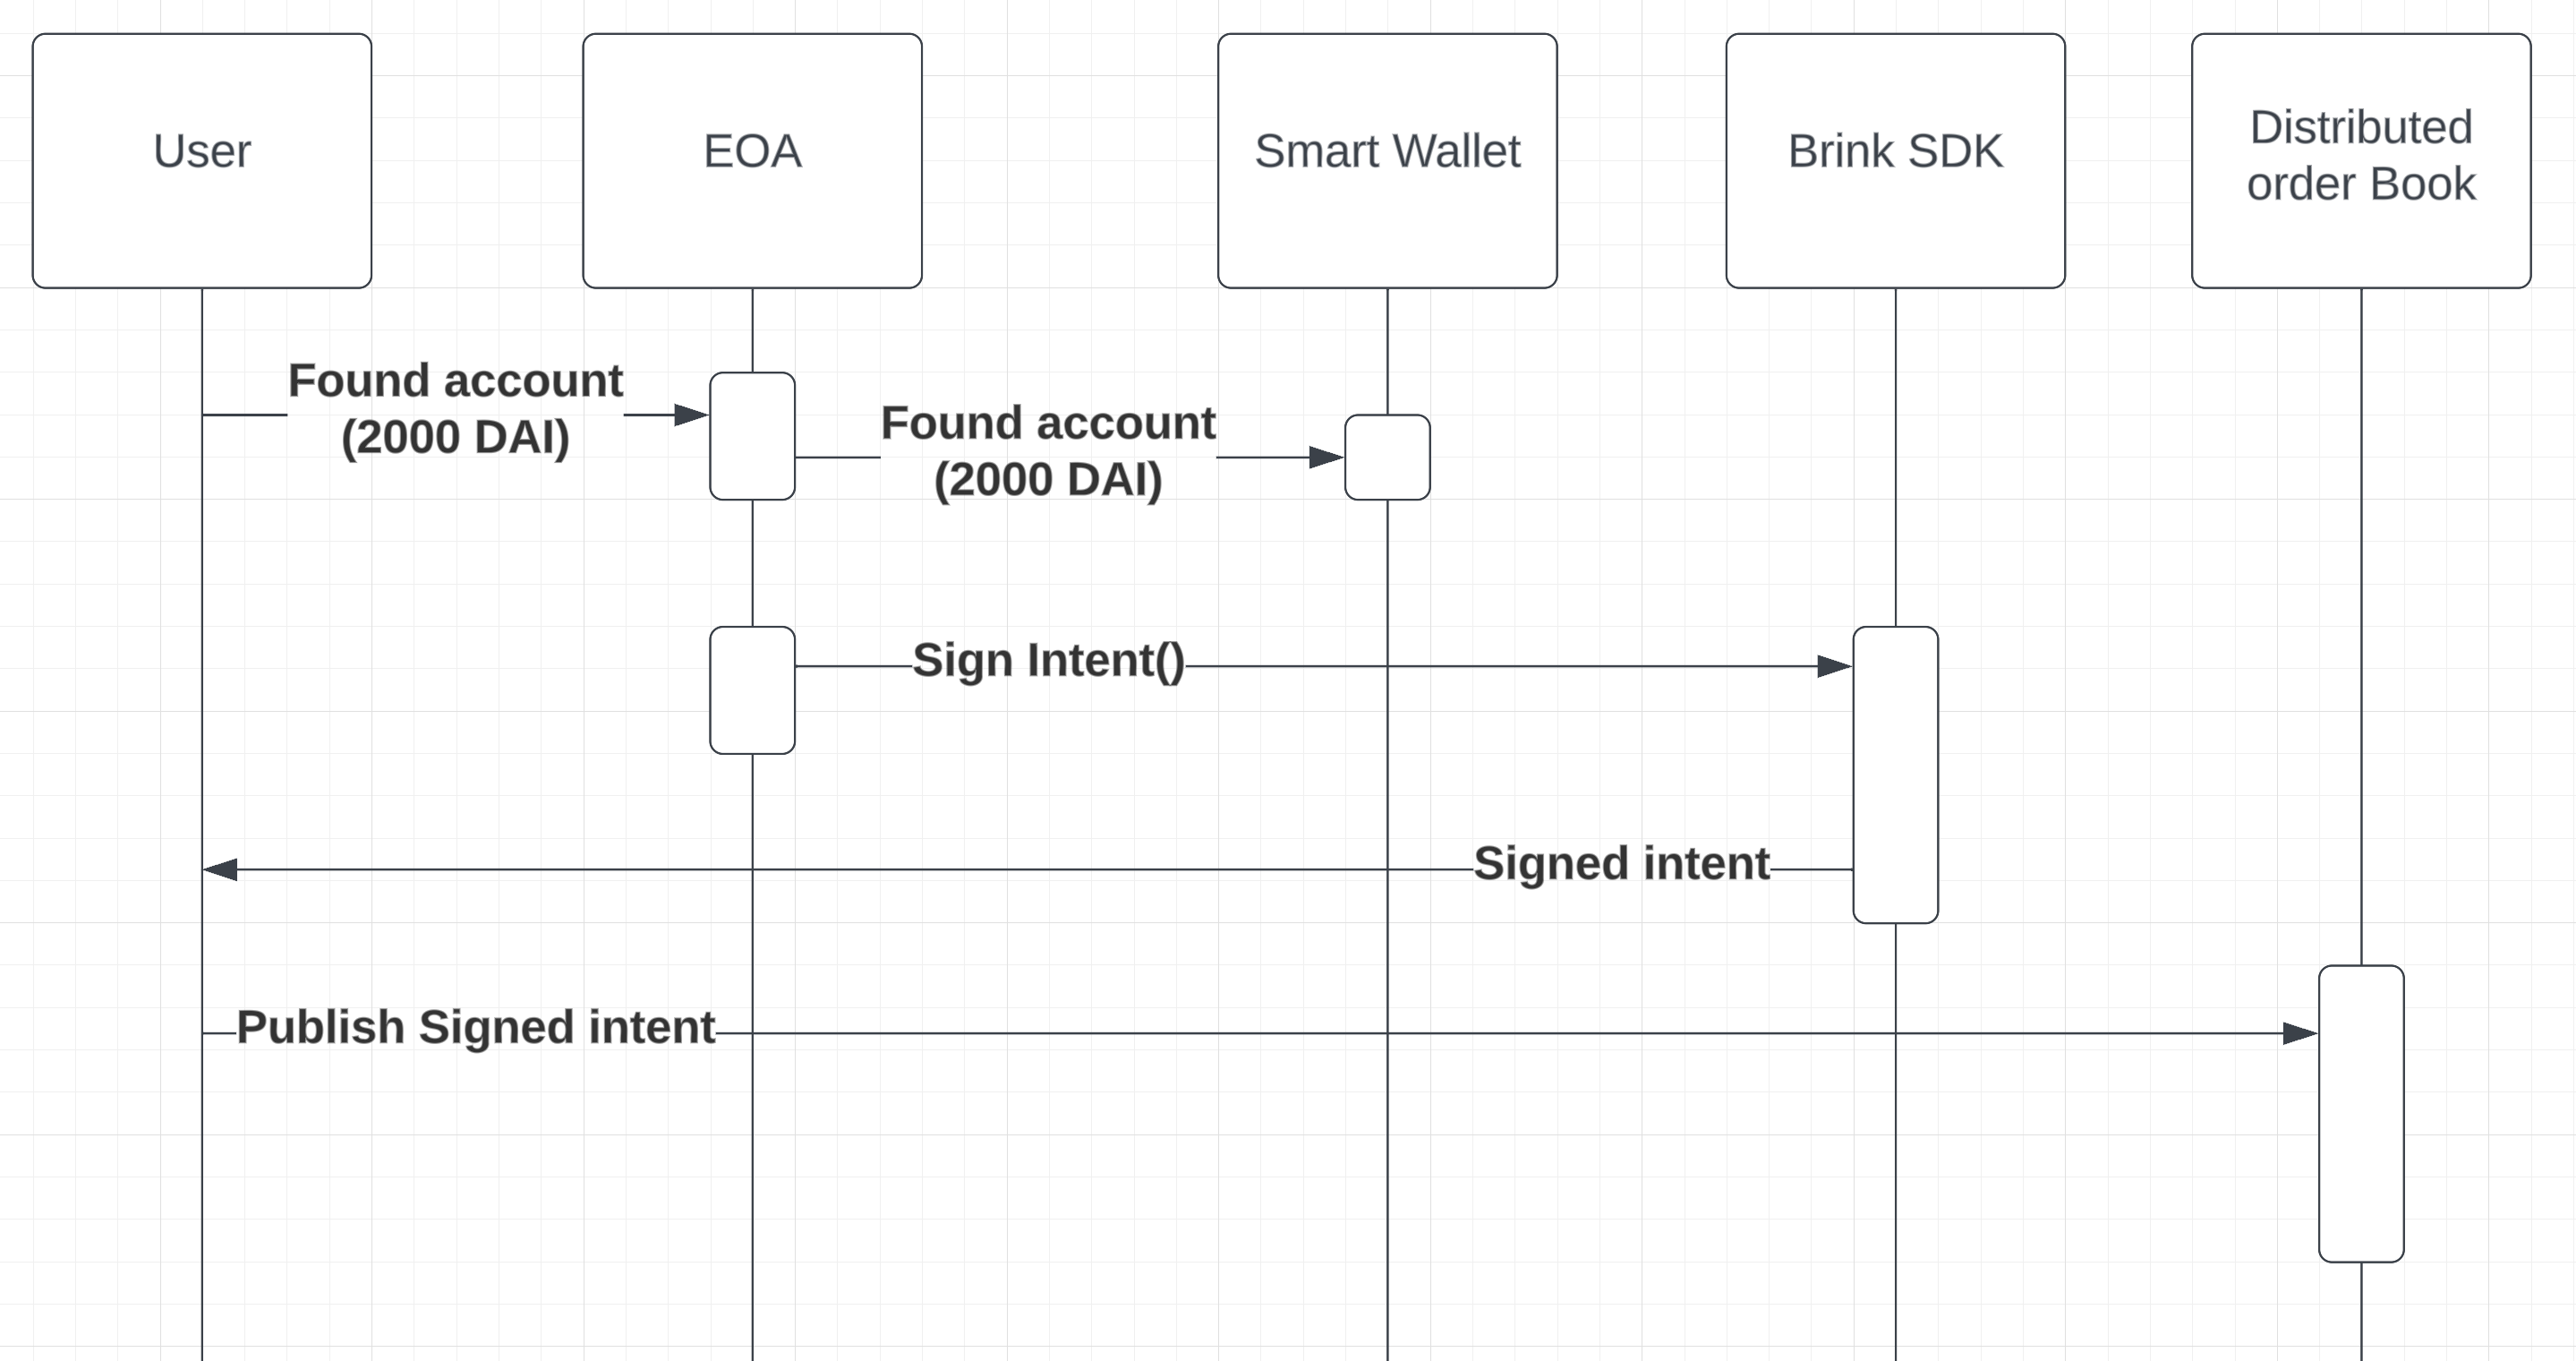 User
EOA
Smart Wallet
Brink SDK
Distributed
order Book
Found account
(2000 DAI)
Found account
(2000 DAI)
Sign Intent()
Signed intent
Publish Signed intent